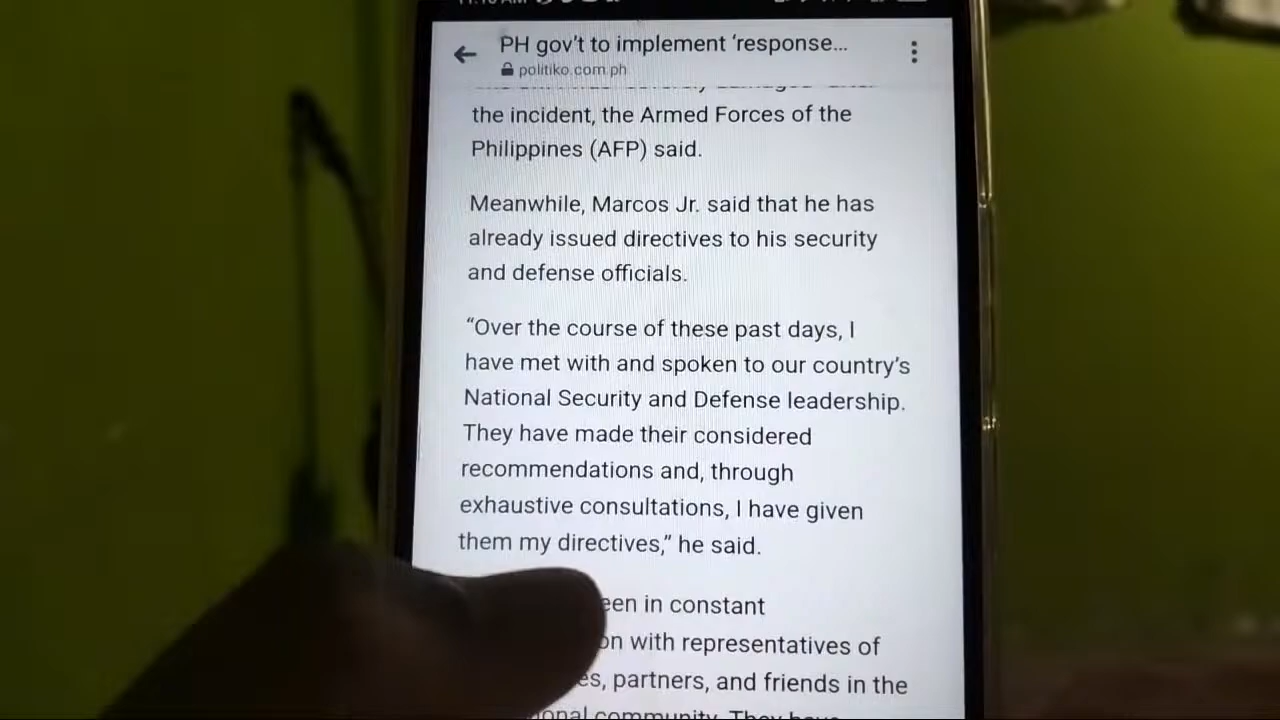 PH gov't to implement ‘response...
politiko.com.ph
the incident, the Armed Forces of the
Philippines (AFP) said.
Meanwhile, Marcos Jr. said that he has
already issued directives to his security
and defense officials.
“Over the course of these past days, I
have met with and spoken to our country’s
National Security and Defense leadership.
They have made their considered
recommendations and, through
exhaustive consultations, I have given
them my directives,” he said.
in constant
with representatives of
partners, and friends in the
community. They have